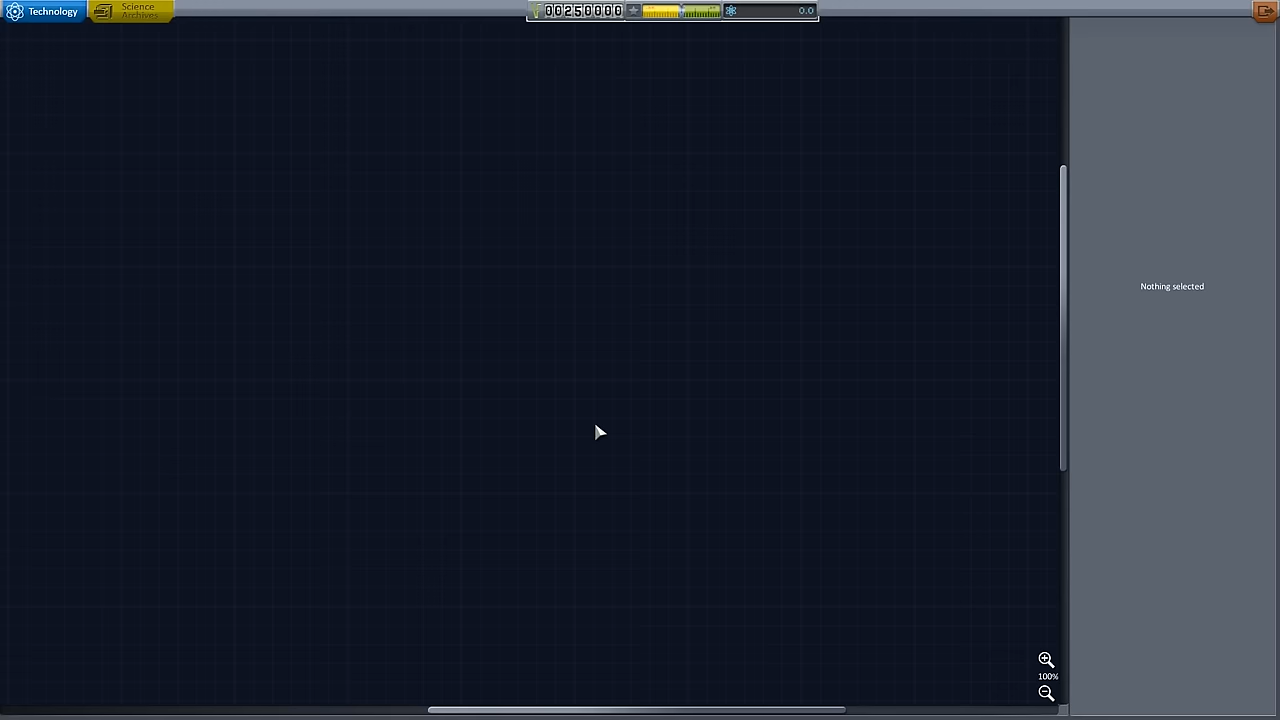 Technology
Science
Archives
00250000
0.0
Nothing selected
100%